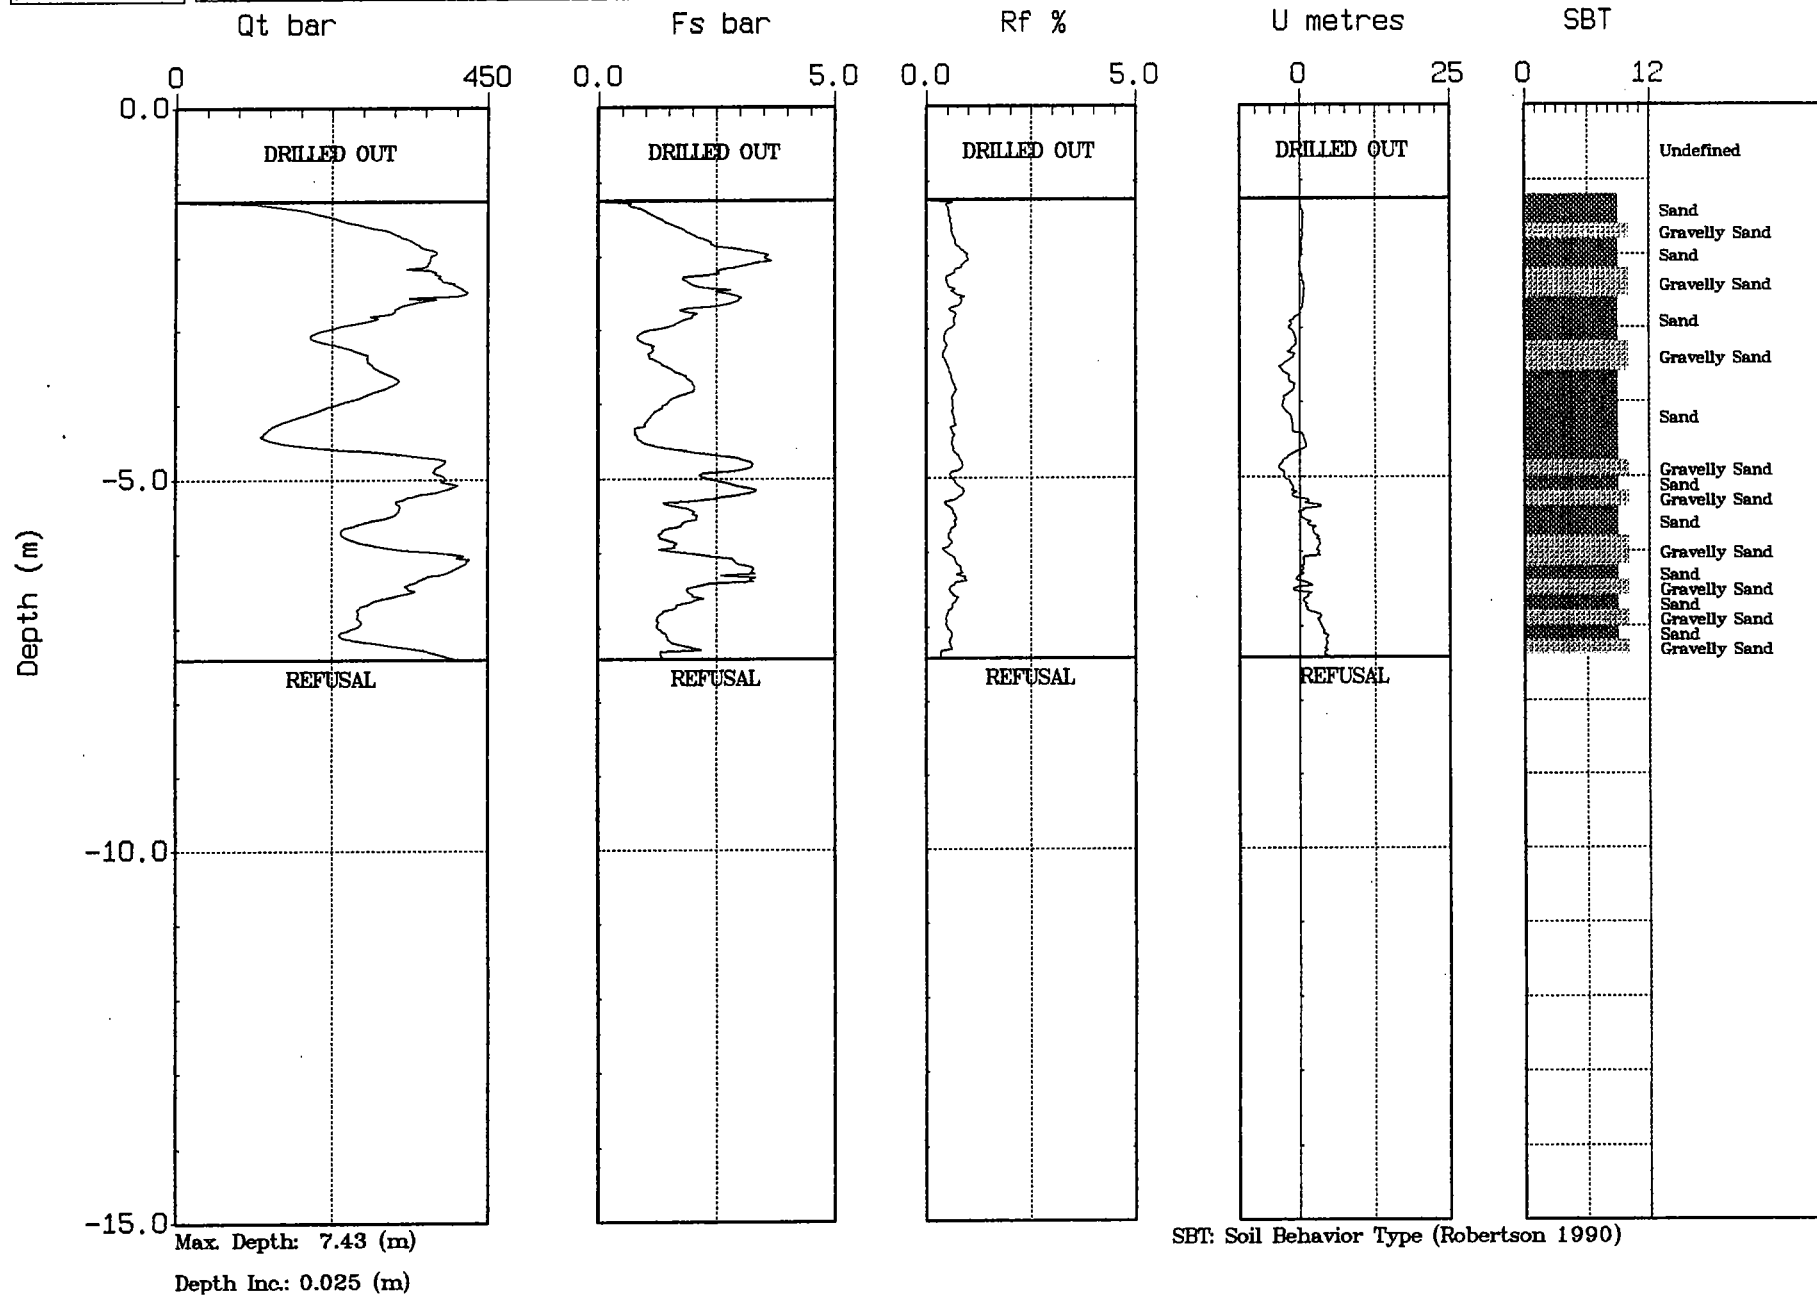 Qt bar Fs bar Rf % U metres SBT
0 450 0.0 5.0 0.0 5.0 0 25 0 12
0.0
DRILLED OUT DRILLED OUT DRILLED OUT DRILLED OUT Undefined
Sand
Gravelly Sand
Sand
Gravelly Sand
Sand
Gravelly Sand
Sand
Gravelly Sand
-5.0
Sand
Gravelly Sand
Sand
Gravelly Sand
Sand
Gravelly Sand
Sand
Gravelly Sand
Sand
Gravelly Sand
Depth (m)
REFUSAL REFUSAL REFUSAL REFUSAL
-10.0
-15.0
Max. Depth: 7.43 (m)
SBT: Soil Behavior Type (Robertson 1990)
Depth Inc.: 0.025 (m)